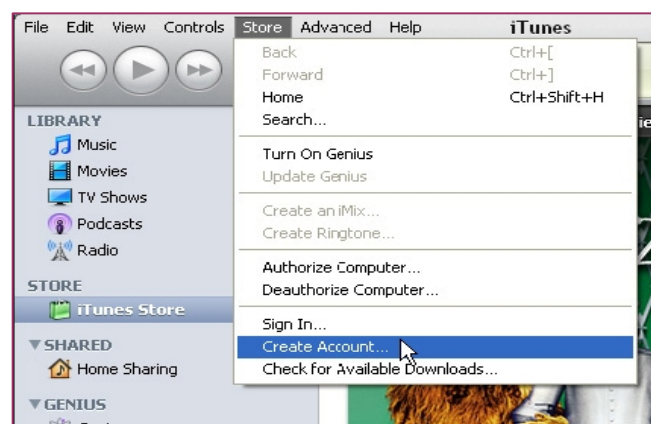 File Edit View Controls Store Advanced Help iTunes
Back Ctrl+[
Forward Ctrl+]
Home Ctrl+Shift+H
Search...
Turn On Genius
Update Genius
Create an iMix...
Create Ringtone...
Authorize Computer...
Deauthorize Computer...
Sign In...
Create Account...
Check for Available Downloads...
LIBRARY
Music
Movies
TV Shows
Podcasts
Radio
STORE
iTunes Store
SHARED
Home Sharing
GENIUS